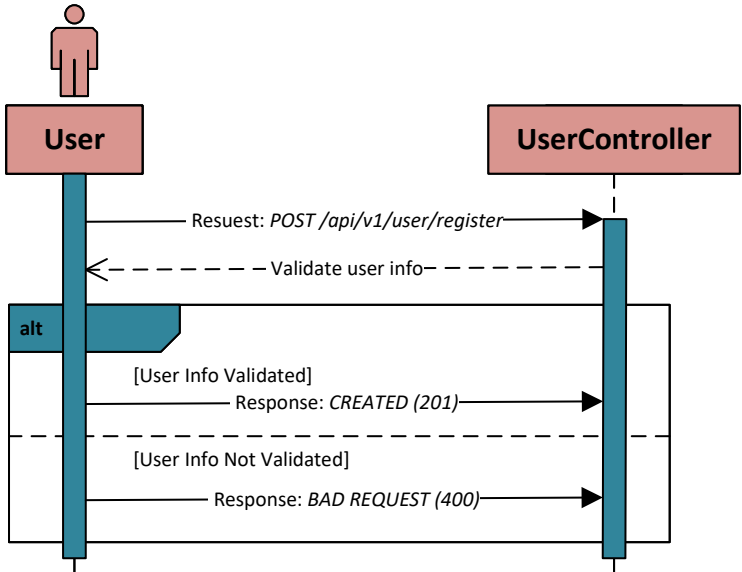 User
UserController
Resuest: POST /api/v1/user/register
Validate user info
alt
[User Info Validated]
Response: CREATED (201)
[User Info Not Validated]
Response: BAD REQUEST (400)